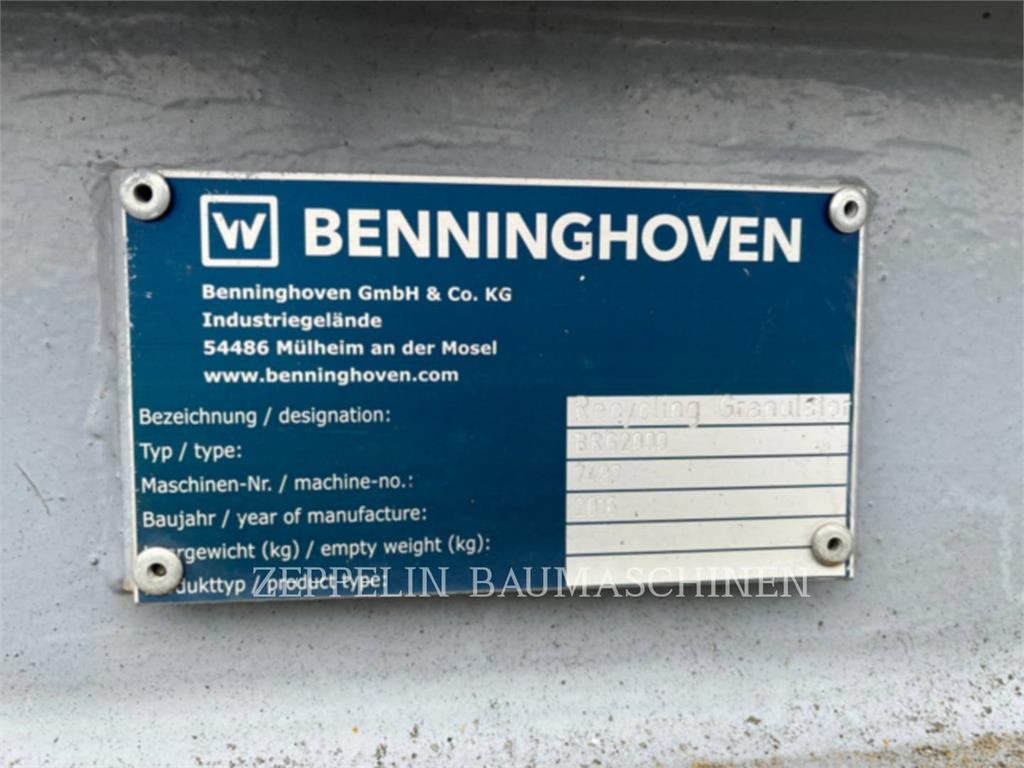 W BENNINGHOVEN
Benninghoven GmbH & Co. KG
Industriegelände
54486 Mülheim an der Mosel
www.benninghoven.com
Bezeichnung / designation: Recycling Granulator
Typ / type: BRG2000
Maschinen-Nr. / machine-no.:
Baujahr / year of manufacture: 2016
(kg) / empty weight (kg):
/ product type:
ZEPPELIN BAUMASCHINEN